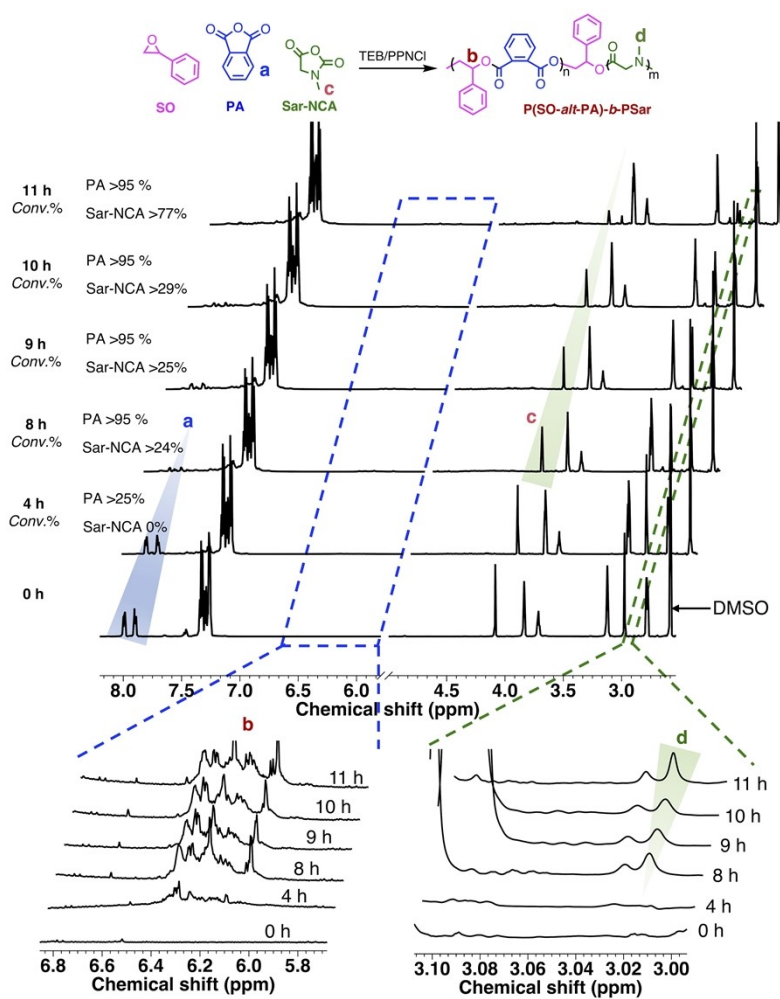 O O O O O O O N a c SO PA Sar-NCA
TEB/PPNCl
b O O O O n O O N m d
P(SO-alt-PA)-b-PSar
11 h
Conv.%
PA >95 %
Sar-NCA >77%
10 h
Conv.%
PA >95 %
Sar-NCA >29%
9 h
Conv.%
PA >95 %
Sar-NCA >25%
8 h
Conv.%
PA >95 %
Sar-NCA >24%
a
c
4 h
Conv.%
PA >25%
Sar-NCA 0%
0 h
DMSO
8.0 7.5 7.0 6.5 6.0 4.5 4.0 3.5 3.0
Chemical shift (ppm)
b
11 h
10 h
9 h
8 h
4 h
0 h
6.8 6.6 6.4 6.2 6.0 5.8
Chemical shift (ppm)
d
11 h
10 h
9 h
8 h
4 h
0 h
3.10 3.08 3.06 3.04 3.02 3.00
Chemical shift (ppm)